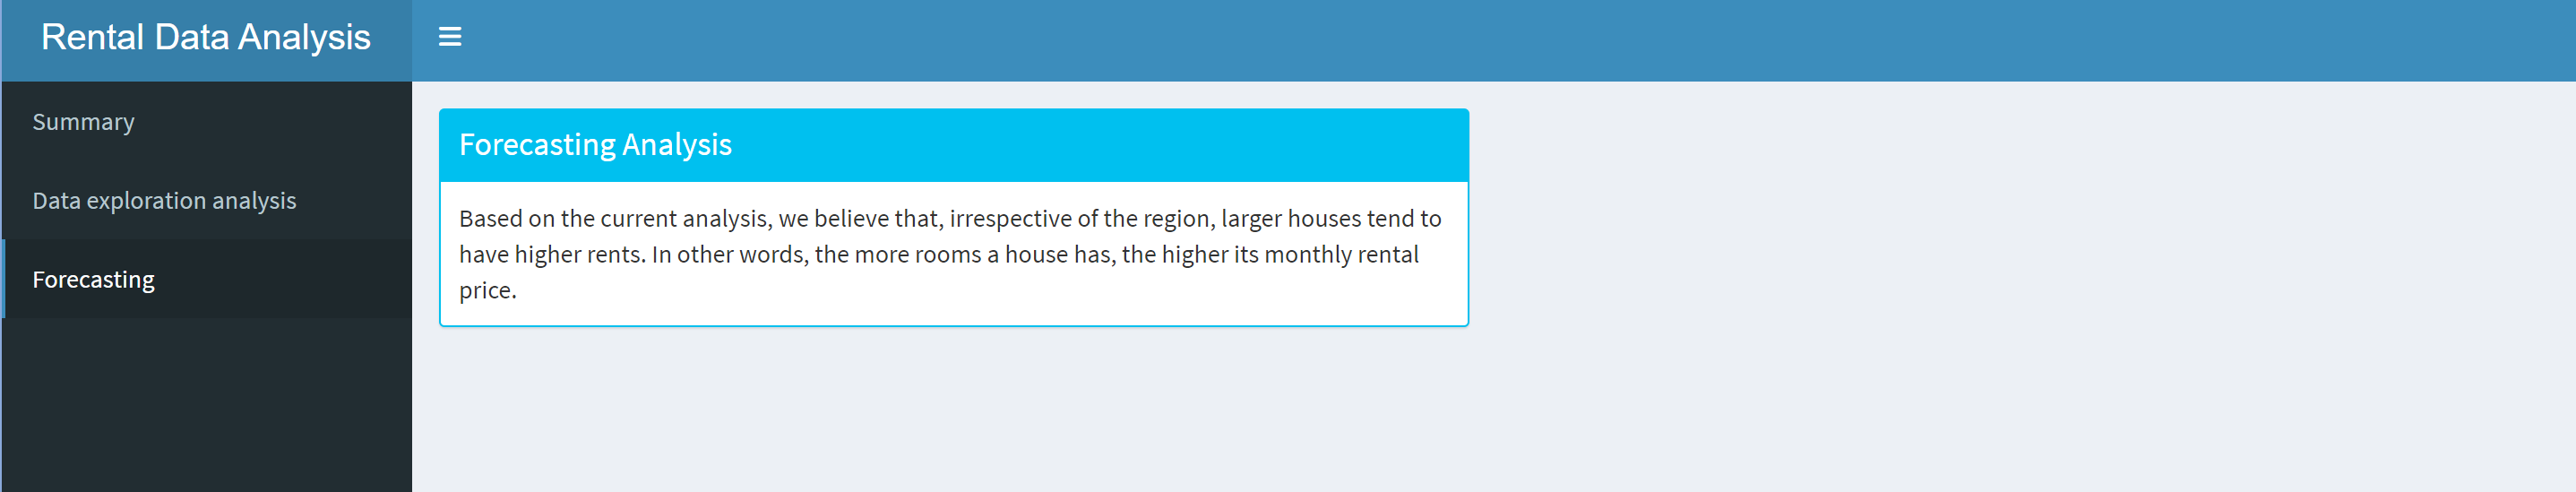 Rental Data Analysis
Summary
Data exploration analysis
Forecasting
Forecasting Analysis
Based on the current analysis, we believe that, irrespective of the region, larger houses tend to
have higher rents. In other words, the more rooms a house has, the higher its monthly rental
price.